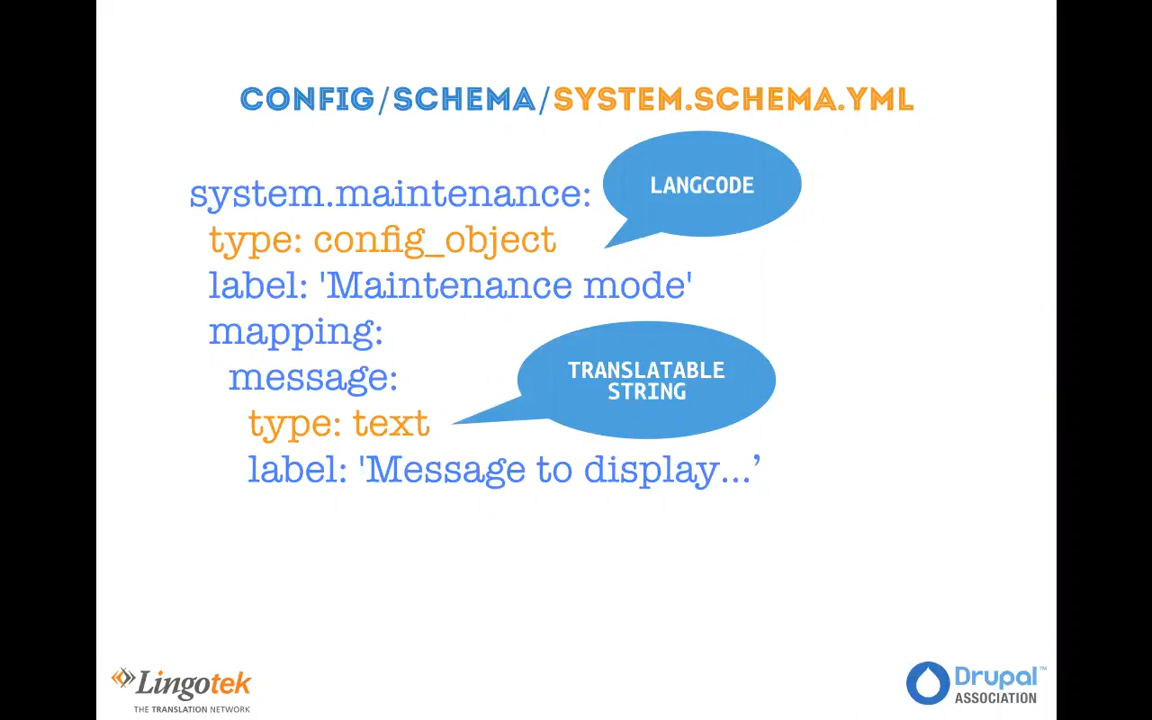 CONFIG/SCHEMA/SYSTEM.SCHEMA.YML
LANGCODE
system.maintenance:
type: config_object
label: 'Maintenance mode'
mapping:
message:
TRANSLATABLE
STRING
type: text
label: 'Message to display...’
Lingotek
THE TRANSLATION NETWORK
Drupal™
ASSOCIATION